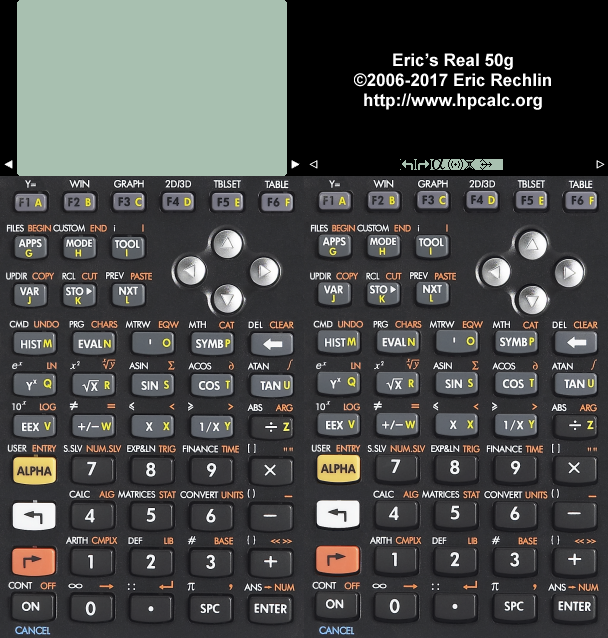 Eric's Real 50g
©2006-2017 Eric Rechlin
http://www.hpcalc.org
Y= WIN GRAPH 2D/3D TBLSET TABLE
F1 A F2 B F3 C F4 D F5 E F6 F
FILES BEGIN CUSTOM END i I
APPS G MODE H TOOL I
UPDIR COPY RCL CUT PREV PASTE
VAR J STO▶ K NXT L
CMD UNDO PRG CHARS MTRW EQW MTH CAT DEL CLEAR
HIST M EVAL N ' O SYMB P ←
eˣ LN x² ˣ√y ASIN Σ ACOS ∂ ATAN ∫
Yˣ Q √X R SIN S COS T TAN U
10ˣ LOG ≠ = ≤ < ≥ > ABS ARG
EEX V +/− W X X 1/X Y ÷ Z
USER ENTRY S.SLV NUM.SLV EXP&LN TRIG FINANCE TIME [ ] " "
ALPHA 7 8 9 ×
CALC ALG MATRICES STAT CONVERT UNITS ( ) _
↰ 4 5 6 −
ARITH CMPLX DEF LIB # BASE { } « »
↱ 1 2 3 +
CONT OFF ∞ → : : ↵ π , ANS → NUM
ON 0 • SPC ENTER
CANCEL
Y= WIN GRAPH 2D/3D TBLSET TABLE
F1 A F2 B F3 C F4 D F5 E F6 F
FILES BEGIN CUSTOM END i I
APPS G MODE H TOOL I
UPDIR COPY RCL CUT PREV PASTE
VAR J STO▶ K NXT L
CMD UNDO PRG CHARS MTRW EQW MTH CAT DEL CLEAR
HIST M EVAL N ' O SYMB P ←
eˣ LN x² ˣ√y ASIN Σ ACOS ∂ ATAN ∫
Yˣ Q √X R SIN S COS T TAN U
10ˣ LOG ≠ = ≤ < ≥ > ABS ARG
EEX V +/− W X X 1/X Y ÷ Z
USER ENTRY S.SLV NUM.SLV EXP&LN TRIG FINANCE TIME [ ] " "
ALPHA 7 8 9 ×
CALC ALG MATRICES STAT CONVERT UNITS ( ) _
↰ 4 5 6 −
ARITH CMPLX DEF LIB # BASE { } « »
↱ 1 2 3 +
CONT OFF ∞ → : : ↵ π , ANS → NUM
ON 0 • SPC ENTER
CANCEL